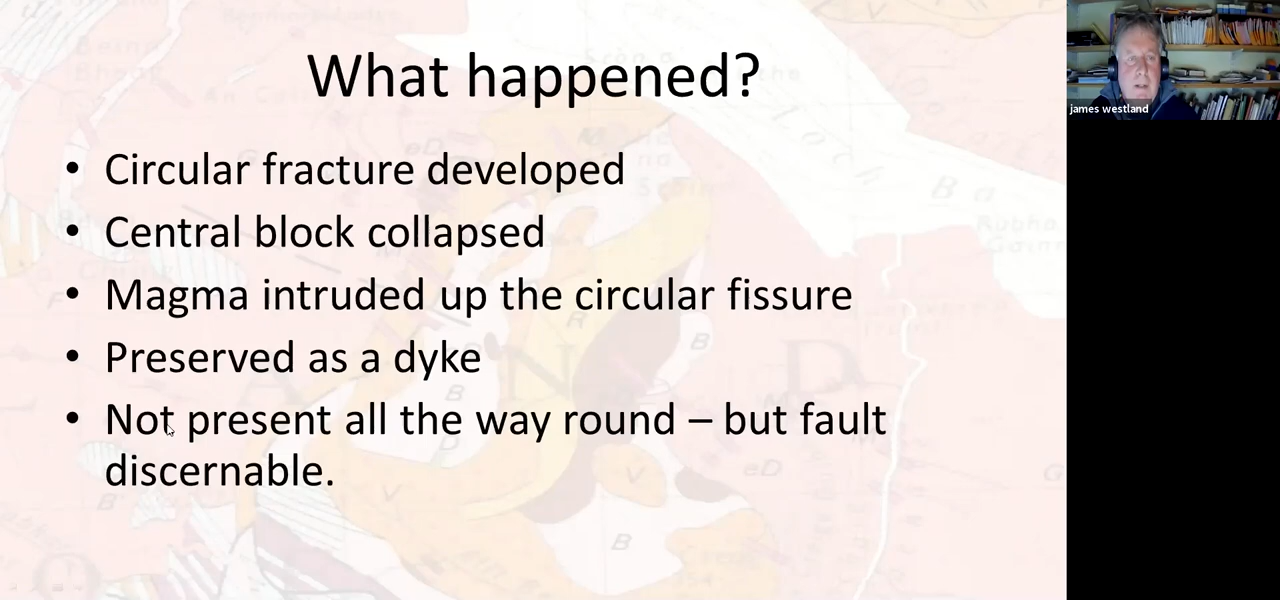 What happened?
• Circular fracture developed
• Central block collapsed
• Magma intruded up the circular fissure
• Preserved as a dyke
• Not present all the way round – but fault
discernable.
james westland